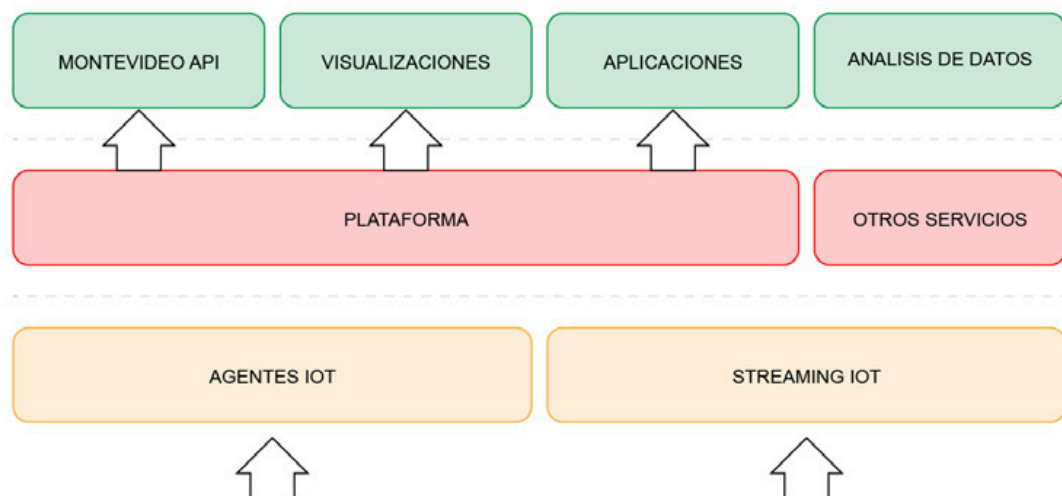 MONTEVIDEO API
VISUALIZACIONES
APLICACIONES
ANALISIS DE DATOS
PLATAFORMA
OTROS SERVICIOS
AGENTES IOT
STREAMING IOT